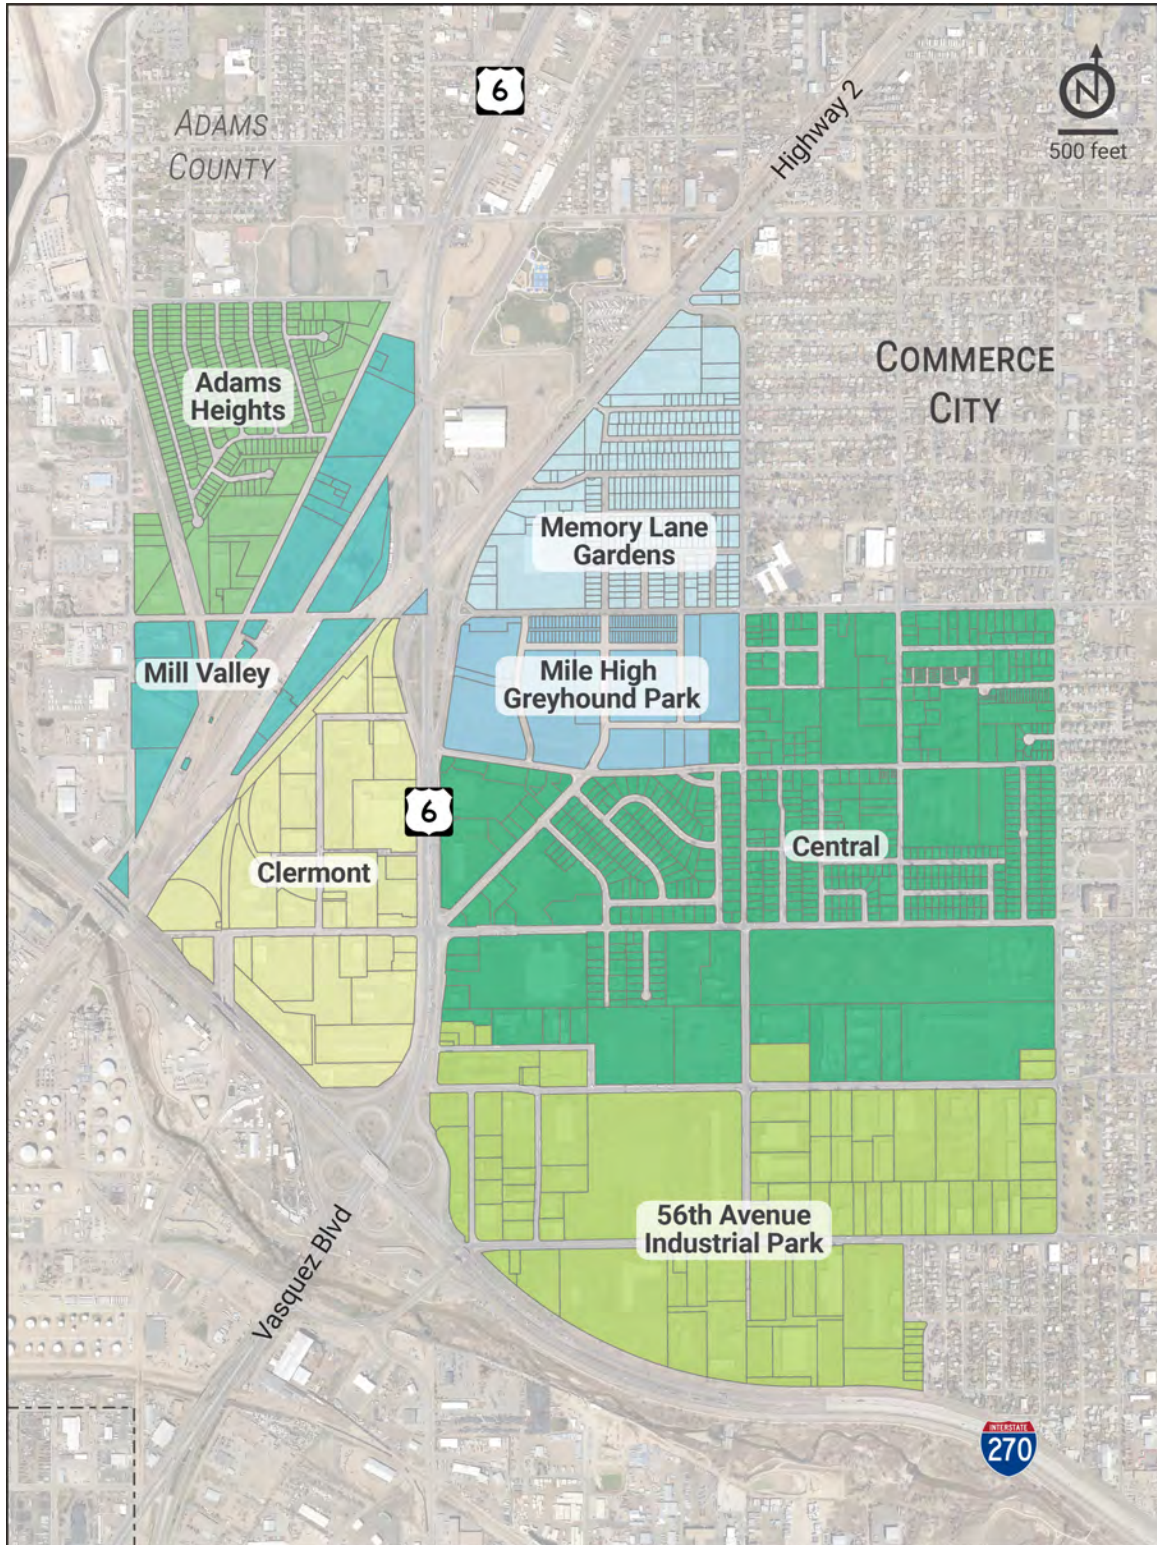 6
ADAMS
COUNTY
Highway 2
N
500 feet
COMMERCE
CITY
Adams
Heights
Memory Lane
Gardens
Mill Valley
Mile High
Greyhound Park
6
Central
Clermont
56th Avenue
Industrial Park
Vasquez Blvd
INTERSTATE
270